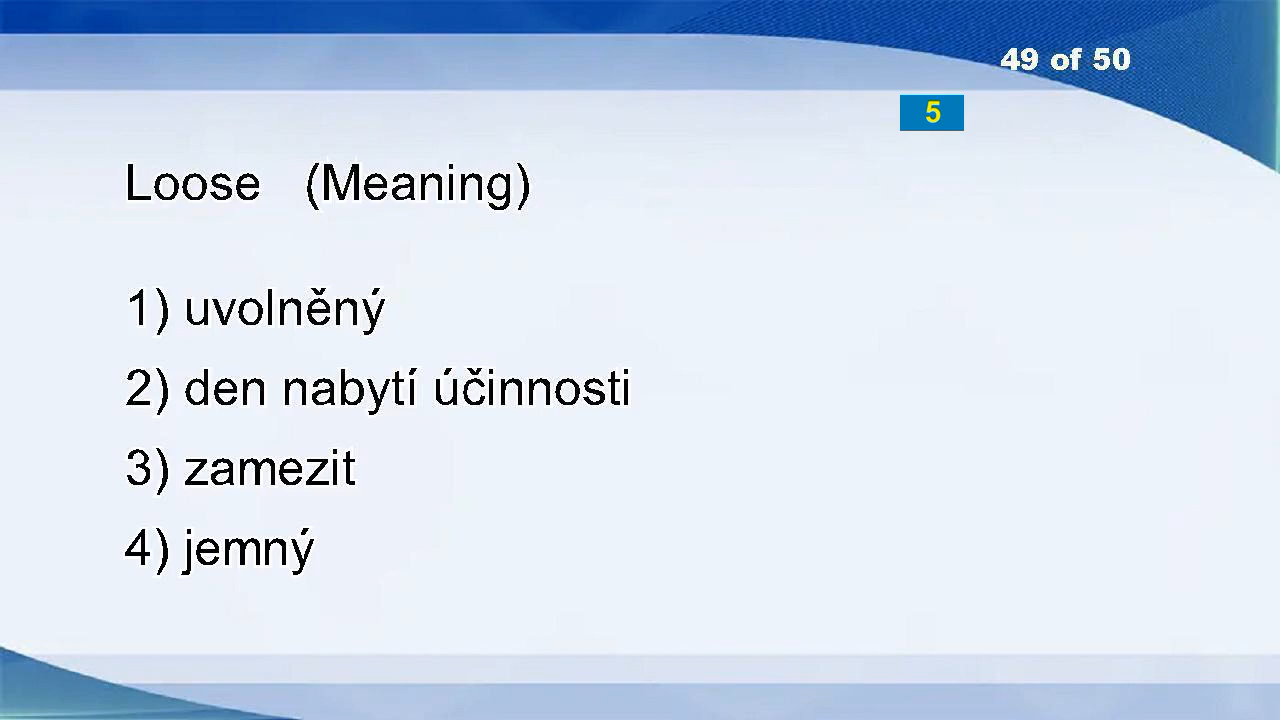 49 of 50
5
Loose (Meaning)
1) uvolněný
2) den nabytí účinnosti
3) zamezit
4) jemný